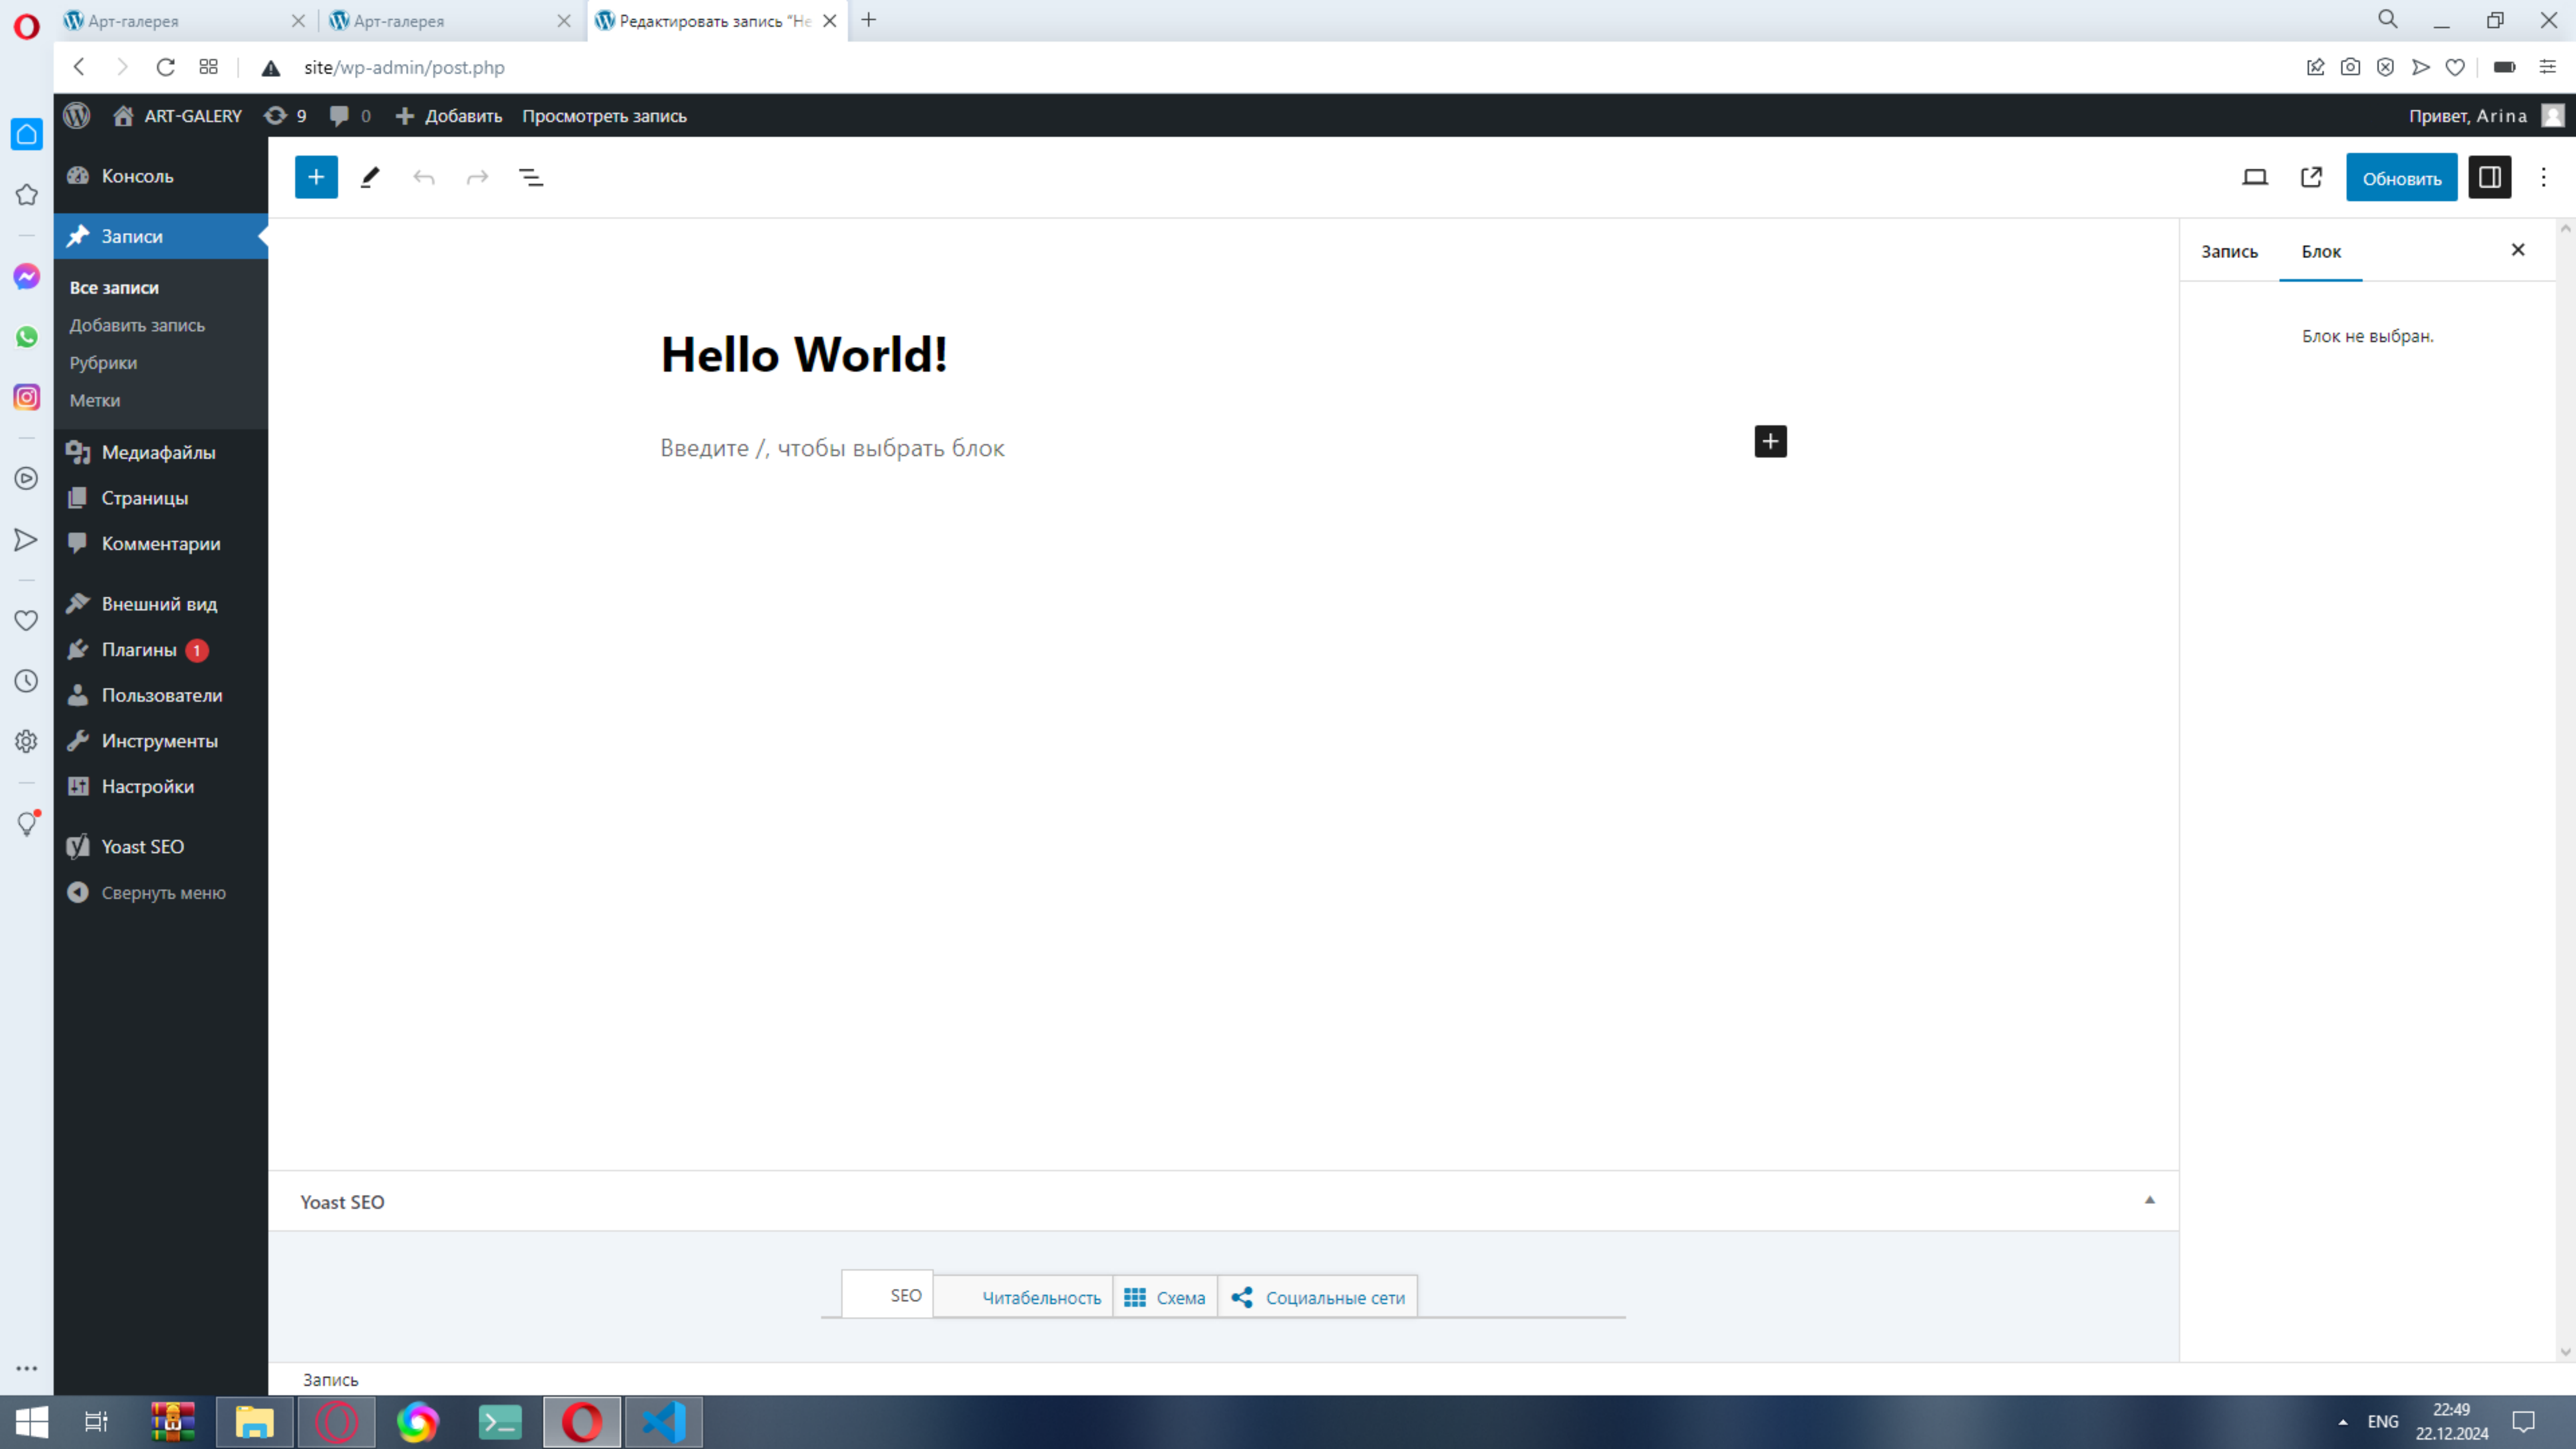 Арт-галерея
Арт-галерея
Редактировать запись “Не
site/wp-admin/post.php
ART-GALERY
9
0
Добавить
Просмотреть запись
Привет, Arina
Консоль
Записи
Все записи
Добавить запись
Рубрики
Метки
Медиафайлы
Страницы
Комментарии
Внешний вид
Плагины 1
Пользователи
Инструменты
Настройки
Yoast SEO
Свернуть меню
Обновить
Запись
Блок
Блок не выбран.
Hello World!
Введите /, чтобы выбрать блок
Yoast SEO
SEO
Читабельность
Схема
Социальные сети
Запись
ENG
22:49
22.12.2024